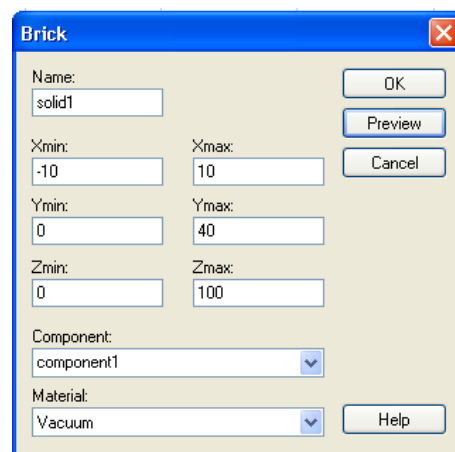 Brick
Name:
solid1
OK
Preview
Cancel
Xmin:
Xmax:
-10
10
Ymin:
Ymax:
0
40
Zmin:
Zmax:
0
100
Component:
component1
Material:
Vacuum
Help